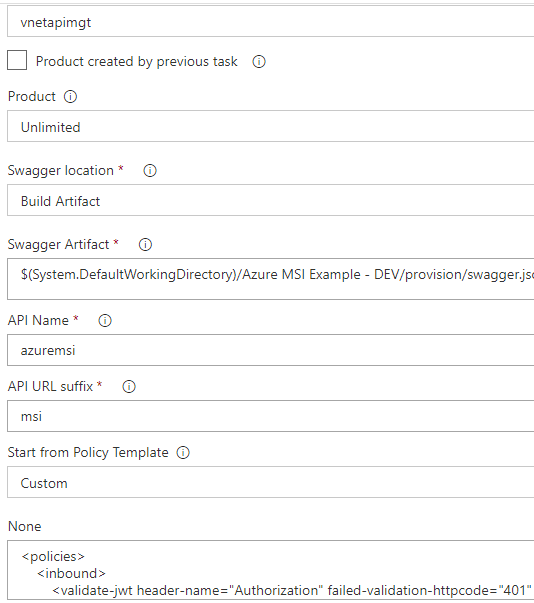 vnetapimgt
Product created by previous task
Product
Unlimited
Swagger location *
Build Artifact
Swagger Artifact *
$(System.DefaultWorkingDirectory)/Azure MSI Example - DEV/provision/swagger.jso
API Name *
azuremsi
API URL suffix *
msi
Start from Policy Template
Custom
None
<policies>
<inbound>
<validate-jwt header-name="Authorization" failed-validation-httpcode="401"